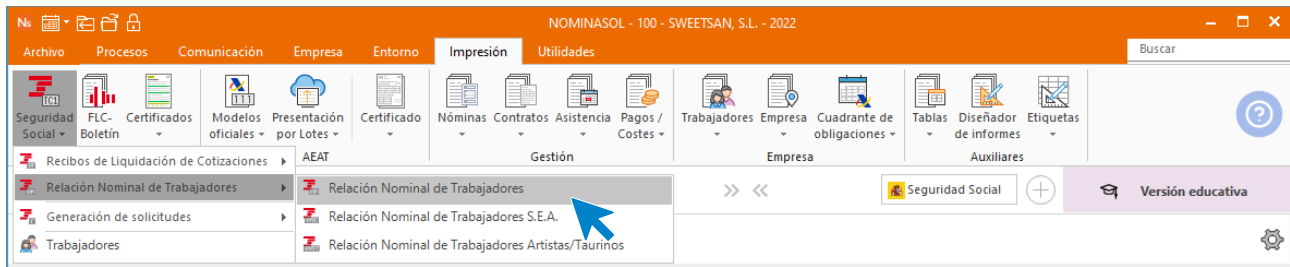 Ns NOMINASOL - 100 - SWEETSAN, S.L. - 2022
Archivo Procesos Comunicación Empresa Entorno Impresión Utilidades Buscar
TC1 111
Seguridad FLC- Certificados Modelos Presentación Certificado Nóminas Contratos Asistencia Pagos / Trabajadores Empresa Cuadrante de Tablas Diseñador Etiquetas
Social Boletín oficiales por Lotes Costes obligaciones de informes
AEAT Gestión Empresa Auxiliares
Recibos de Liquidación de Cotizaciones
Relación Nominal de Trabajadores Relación Nominal de Trabajadores Seguridad Social Versión educativa
Generación de solicitudes Relación Nominal de Trabajadores S.E.A.
Trabajadores Relación Nominal de Trabajadores Artistas/Taurinos